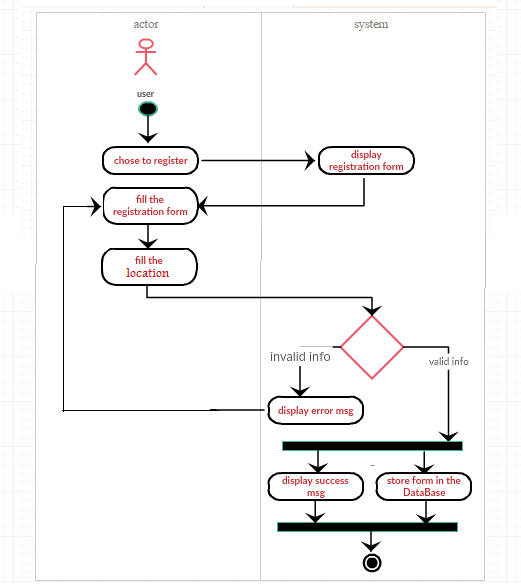 actor
system
user
chose to register
display
registration form
fill the
registration form
fill the
location
invalid info
valid info
display error msg
display success
msg
store form in the
DataBase